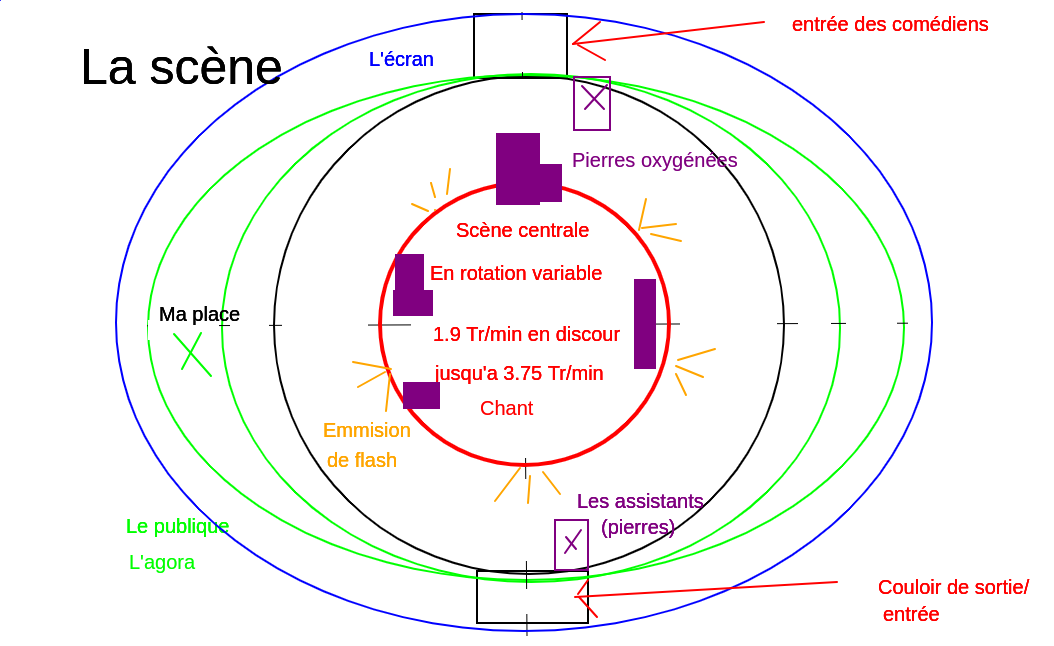 La scène
L'écran
entrée des comédiens
Pierres oxygénées
Scène centrale
En rotation variable
Ma place
1.9 Tr/min en discour
jusqu'a 3.75 Tr/min
Chant
Emmision
de flash
Les assistants
(pierres)
Le publique
L'agora
Couloir de sortie/
entrée